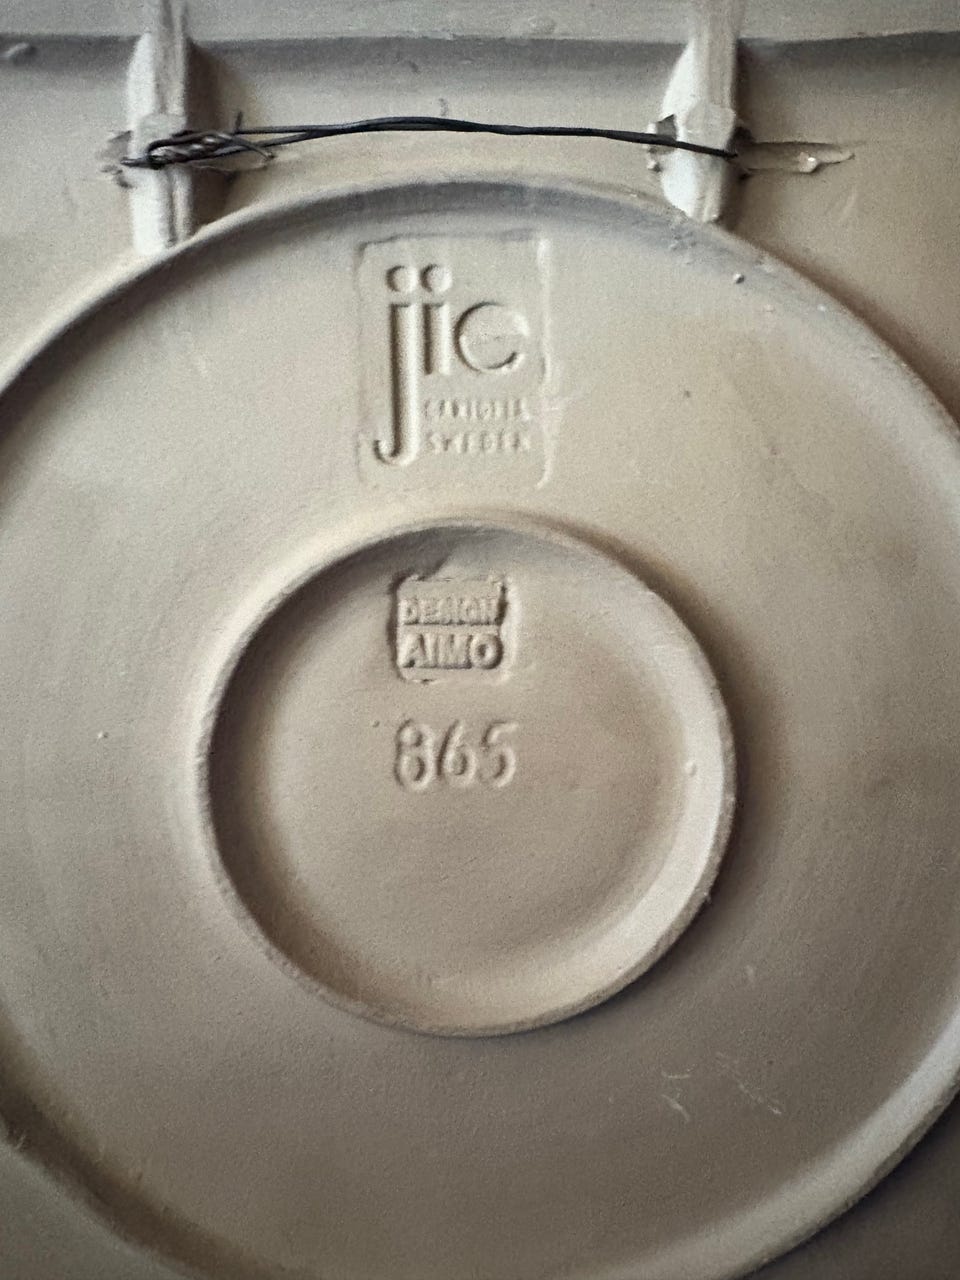 jie
GANTOFTA
SWEDEN
DESIGN
AIMO
865